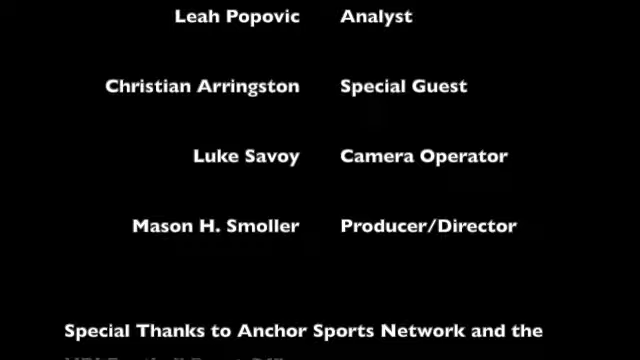 Leah Popovic Analyst
Christian Arringston Special Guest
Luke Savoy Camera Operator
Mason H. Smoller Producer/Director
Special Thanks to Anchor Sports Network and the